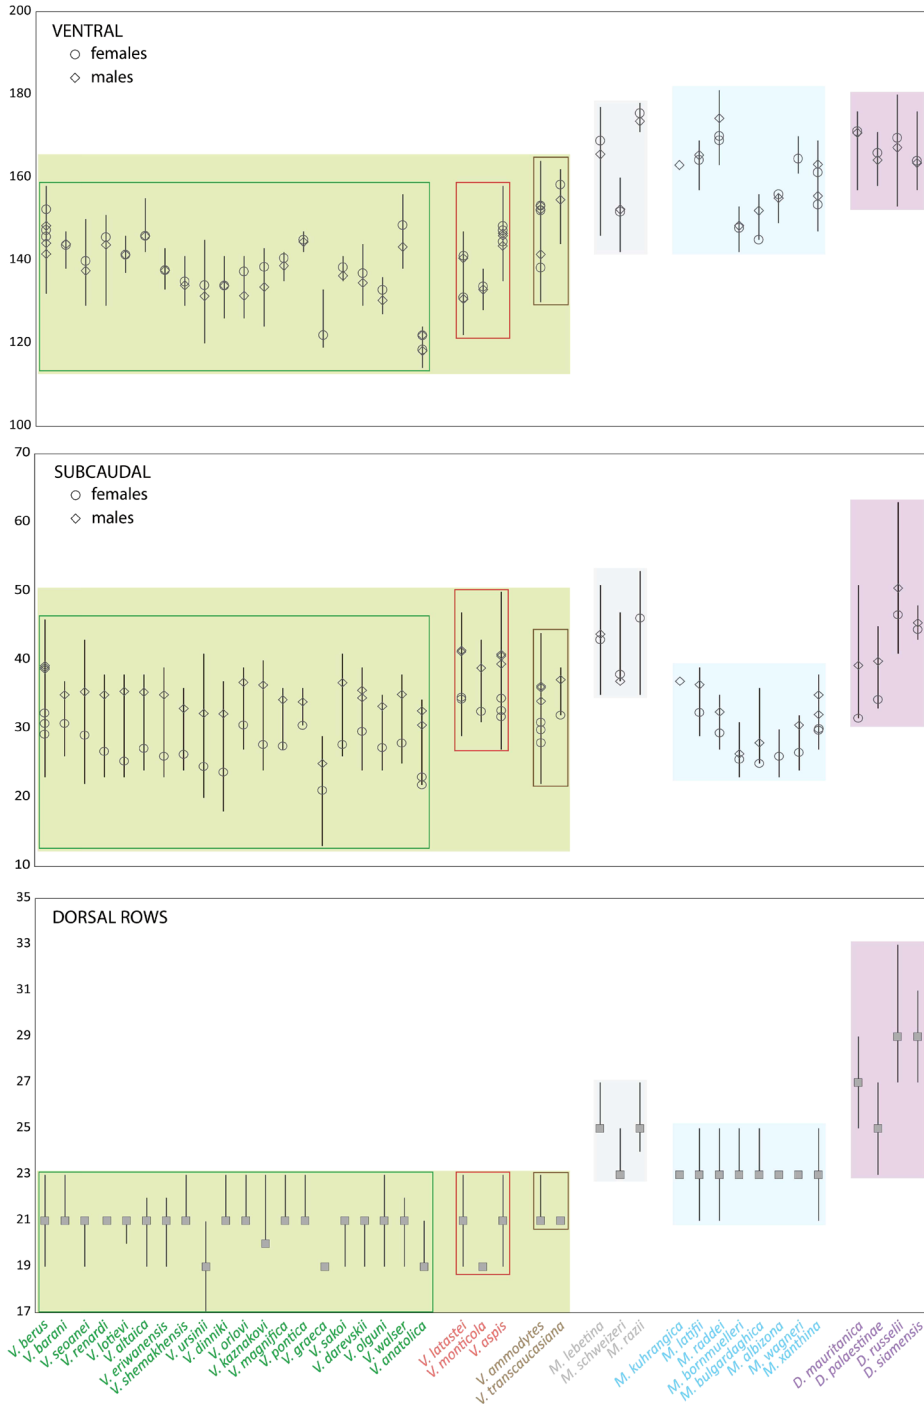 200
VENTRAL
females
males
180
160
140
120
100
70
SUBCAUDAL
females
males
60
50
40
30
20
10
35
DORSAL ROWS
33
31
29
27
25
23
21
19
17
V. berus
V. barani
V. seoanei
V. renardi
V. lotievi
V. altaica
V. eriwanensis
V. shemakhensis
V. ursinii
V. dinniki
V. orlovi
V. kaznakovi
V. magnifica
V. pontica
V. graeca
V. sakoi
V. darevskii
V. olguni
V. walser
V. anatolica
V. latastei
V. monticola
V. aspis
V. ammodytes
V. transcaucasiana
M. lebetina
M. schweizeri
M. razii
M. kuhrangica
M. latifii
M. raddei
M. bornmuelleri
M. bulgardaghica
M. albizona
M. wagneri
M. xanthina
D. mauritanica
D. palaestinae
D. russelii
D. siamensis